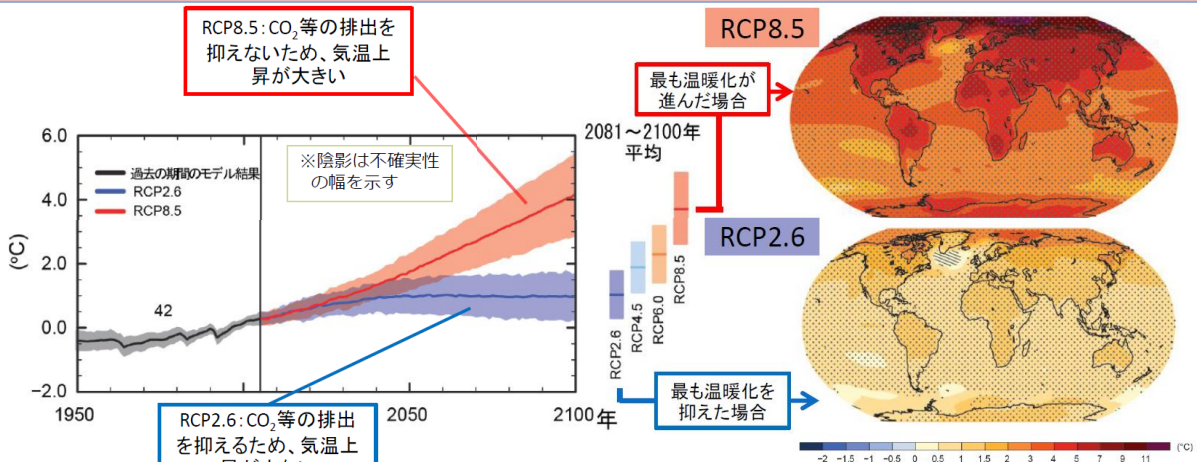 RCP8.5：CO₂等の排出を
抑えないため、気温上
昇が大きい
RCP8.5
最も温暖化が
進んだ場合
2081～2100年
平均
6.0
4.0
2.0
0.0
−2.0
(°C)
過去の期間のモデル結果
RCP2.6
RCP8.5
※陰影は不確実性
の幅を示す
42
1950
2050
2100年
RCP2.6
RCP4.5
RCP6.0
RCP8.5
RCP2.6
最も温暖化を
抑えた場合
RCP2.6：CO₂等の排出
を抑えるため、気温上
−2 −1.5 −1 −0.5 0 0.5 1 1.5 2 3 4 5 7 9 11 (°C)